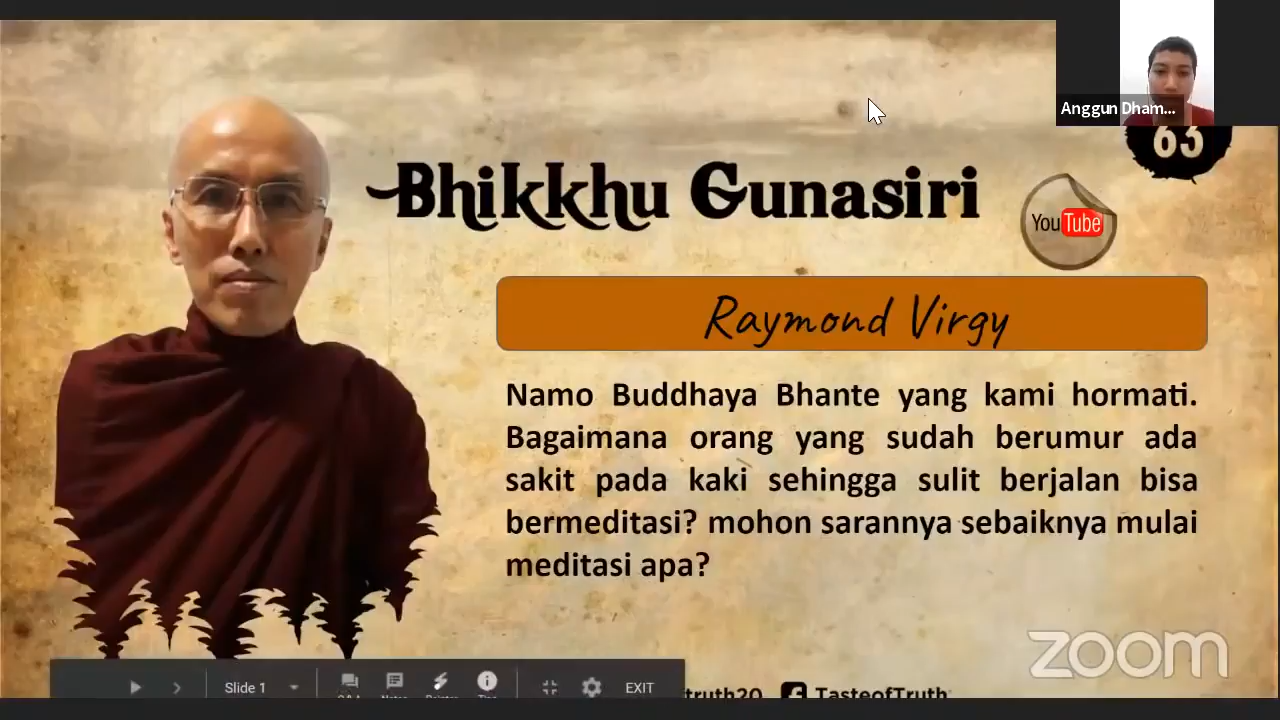 Anggun Dham...
63
Bhikkhu Gunasiri
YouTube
Raymond Virgy
Namo Buddhaya Bhante yang kami hormati.
Bagaimana orang yang sudah berumur ada
sakit pada kaki sehingga sulit berjalan bisa
bermeditasi? mohon sarannya sebaiknya mulai
meditasi apa?
zoom
Slide 1
EXIT
truth20
TasteofTruth